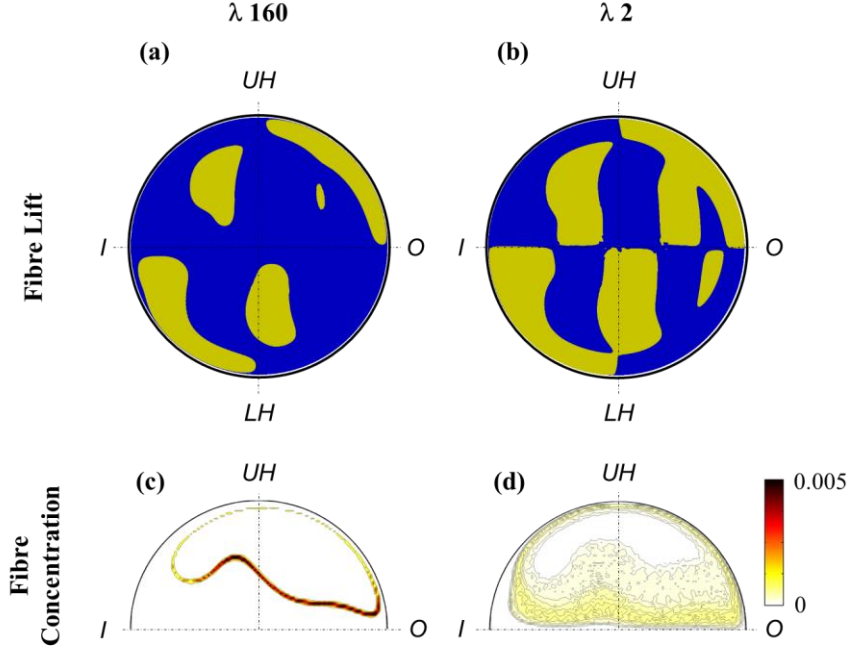 λ 160
λ 2
(a)
(b)
UH
UH
Fibre Lift
I
O
I
O
LH
LH
UH
UH
(c)
(d)
0.005
Fibre
Concentration
0
I
O
I
O